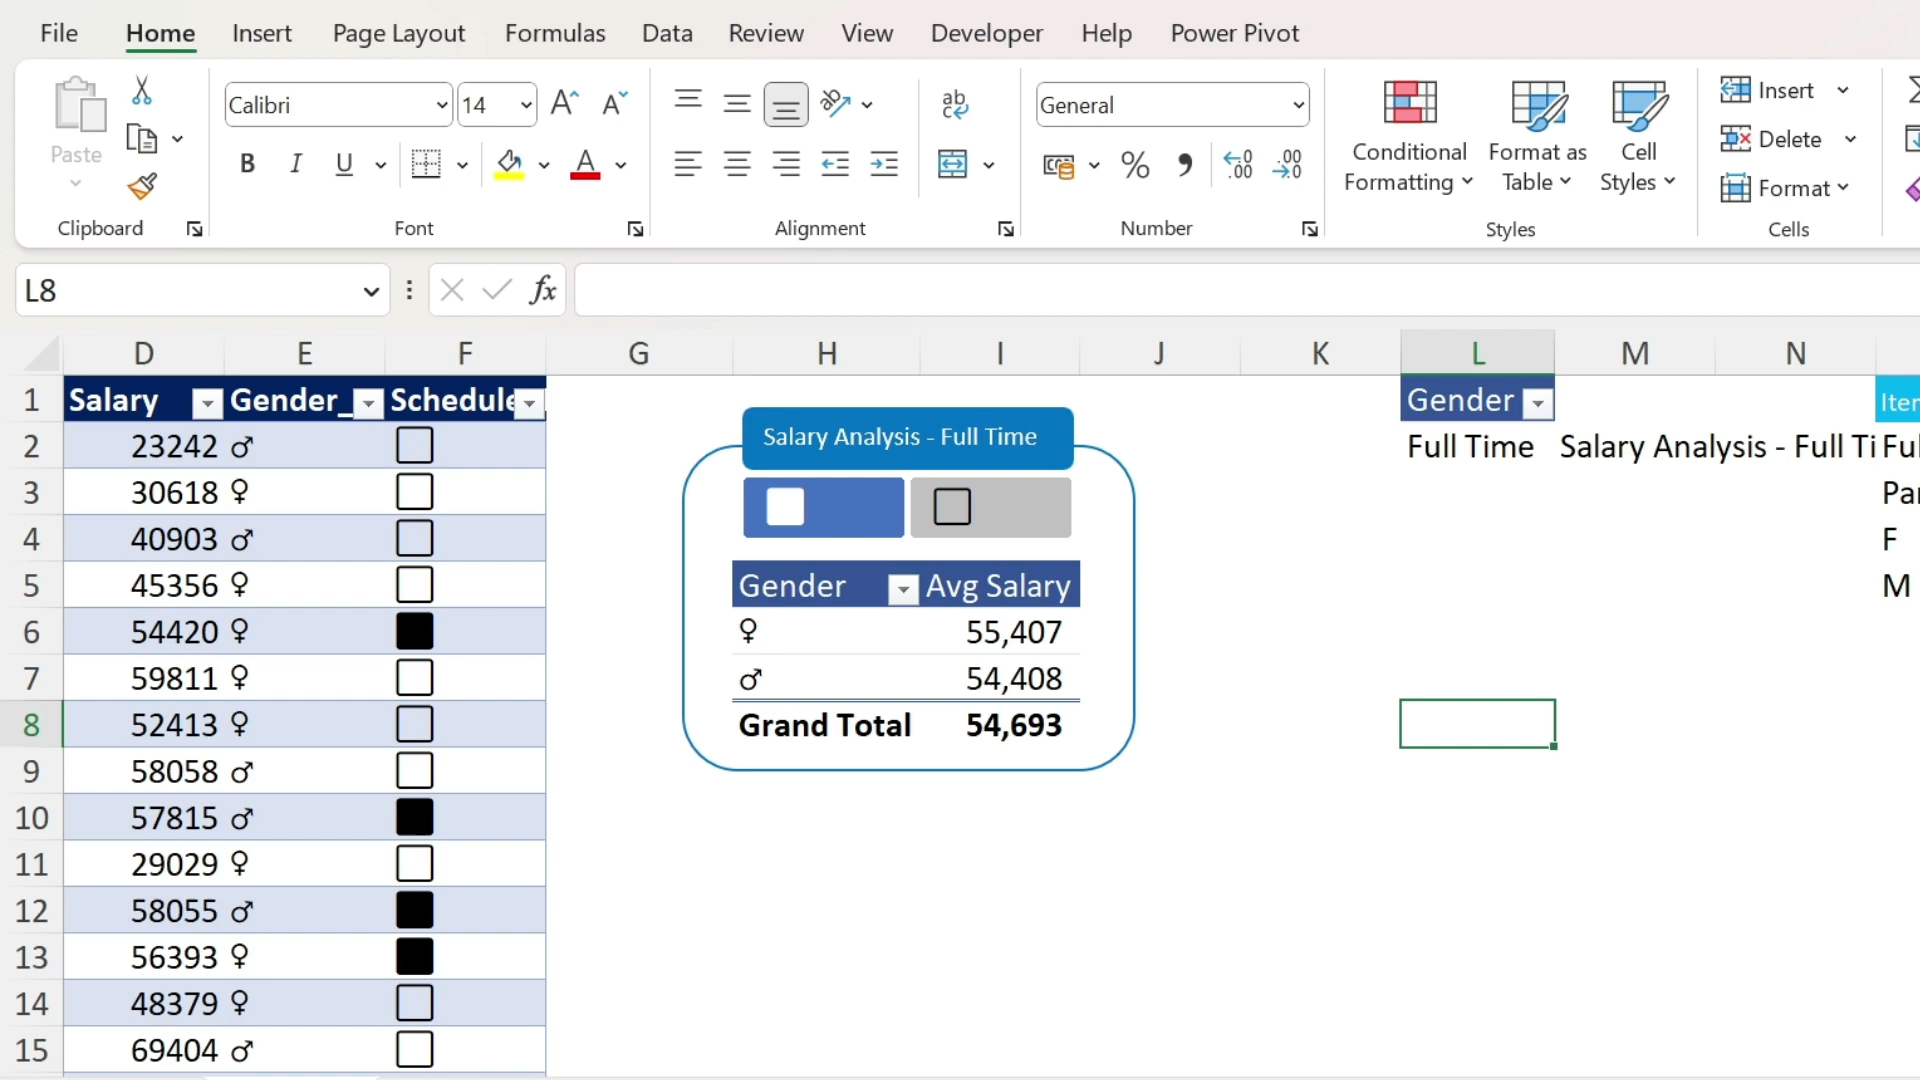 File Home Insert Page Layout Formulas Data Review View Developer Help Power Pivot
Paste
Clipboard
Calibri 14
B I U
Font
ab
Alignment
General
%
Number
Conditional Formatting
Format as Table
Cell Styles
Styles
Insert
Delete
Format
Cells
L8
fx
D E F G H I J K L M N
1 Salary Gender_ Schedule Gender Iter
2 23242 ♂ Full Time Salary Analysis - Full Ti Ful
3 30618 ♀ Par
4 40903 ♂ F
5 45356 ♀ M
6 54420 ♀
7 59811 ♀
8 52413 ♀
9 58058 ♂
10 57815 ♂
11 29029 ♀
12 58055 ♂
13 56393 ♀
14 48379 ♀
15 69404 ♂
Salary Analysis - Full Time
Gender Avg Salary
♀ 55,407
♂ 54,408
Grand Total 54,693